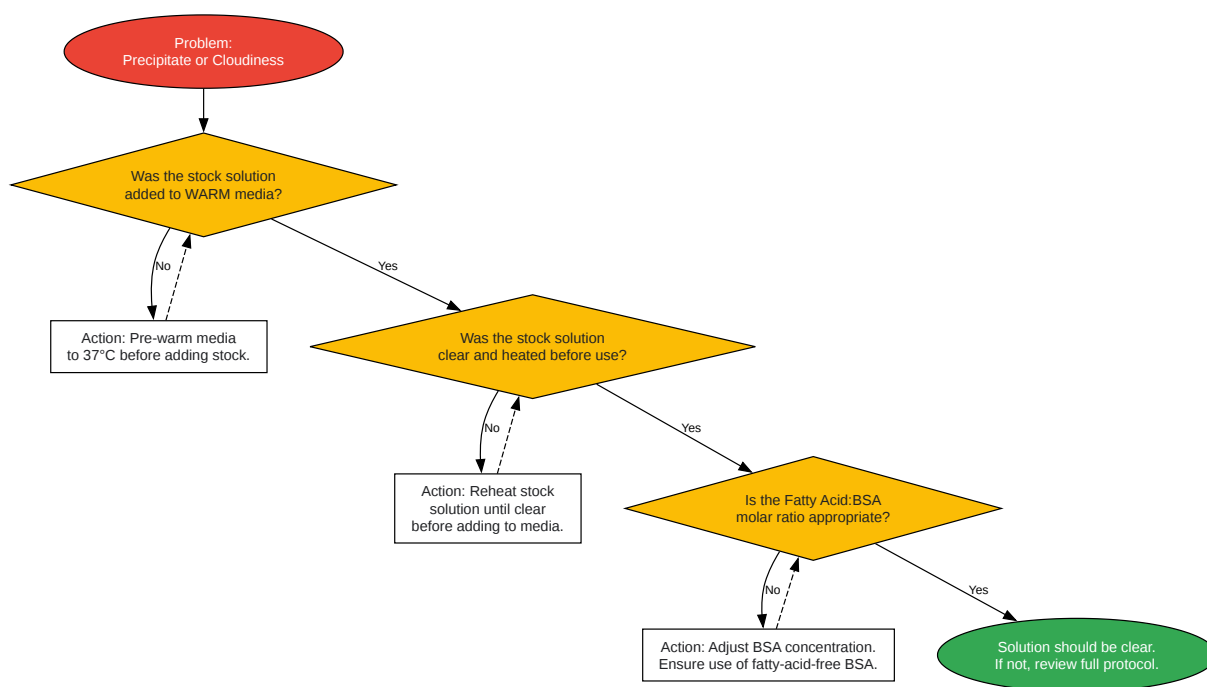 Problem:
Precipitate or Cloudiness
Was the stock solution
added to WARM media?
No
Yes
Action: Pre-warm media
to 37°C before adding stock.
Was the stock solution
clear and heated before use?
No
Yes
Action: Reheat stock
solution until clear
before adding to media.
Is the Fatty Acid:BSA
molar ratio appropriate?
No
Yes
Action: Adjust BSA concentration.
Ensure use of fatty-acid-free BSA.
Solution should be clear.
If not, review full protocol.